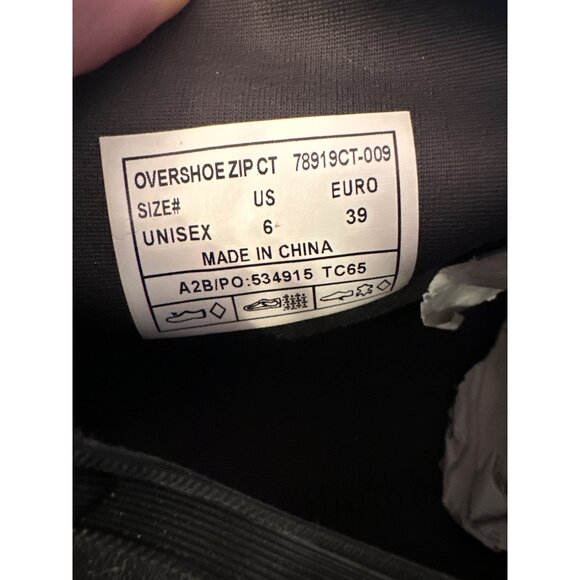 OVERSHOE ZIP CT 78919CT-009
SIZE# US EURO
UNISEX 6 39
MADE IN CHINA
A2B/PO:534915 TC65